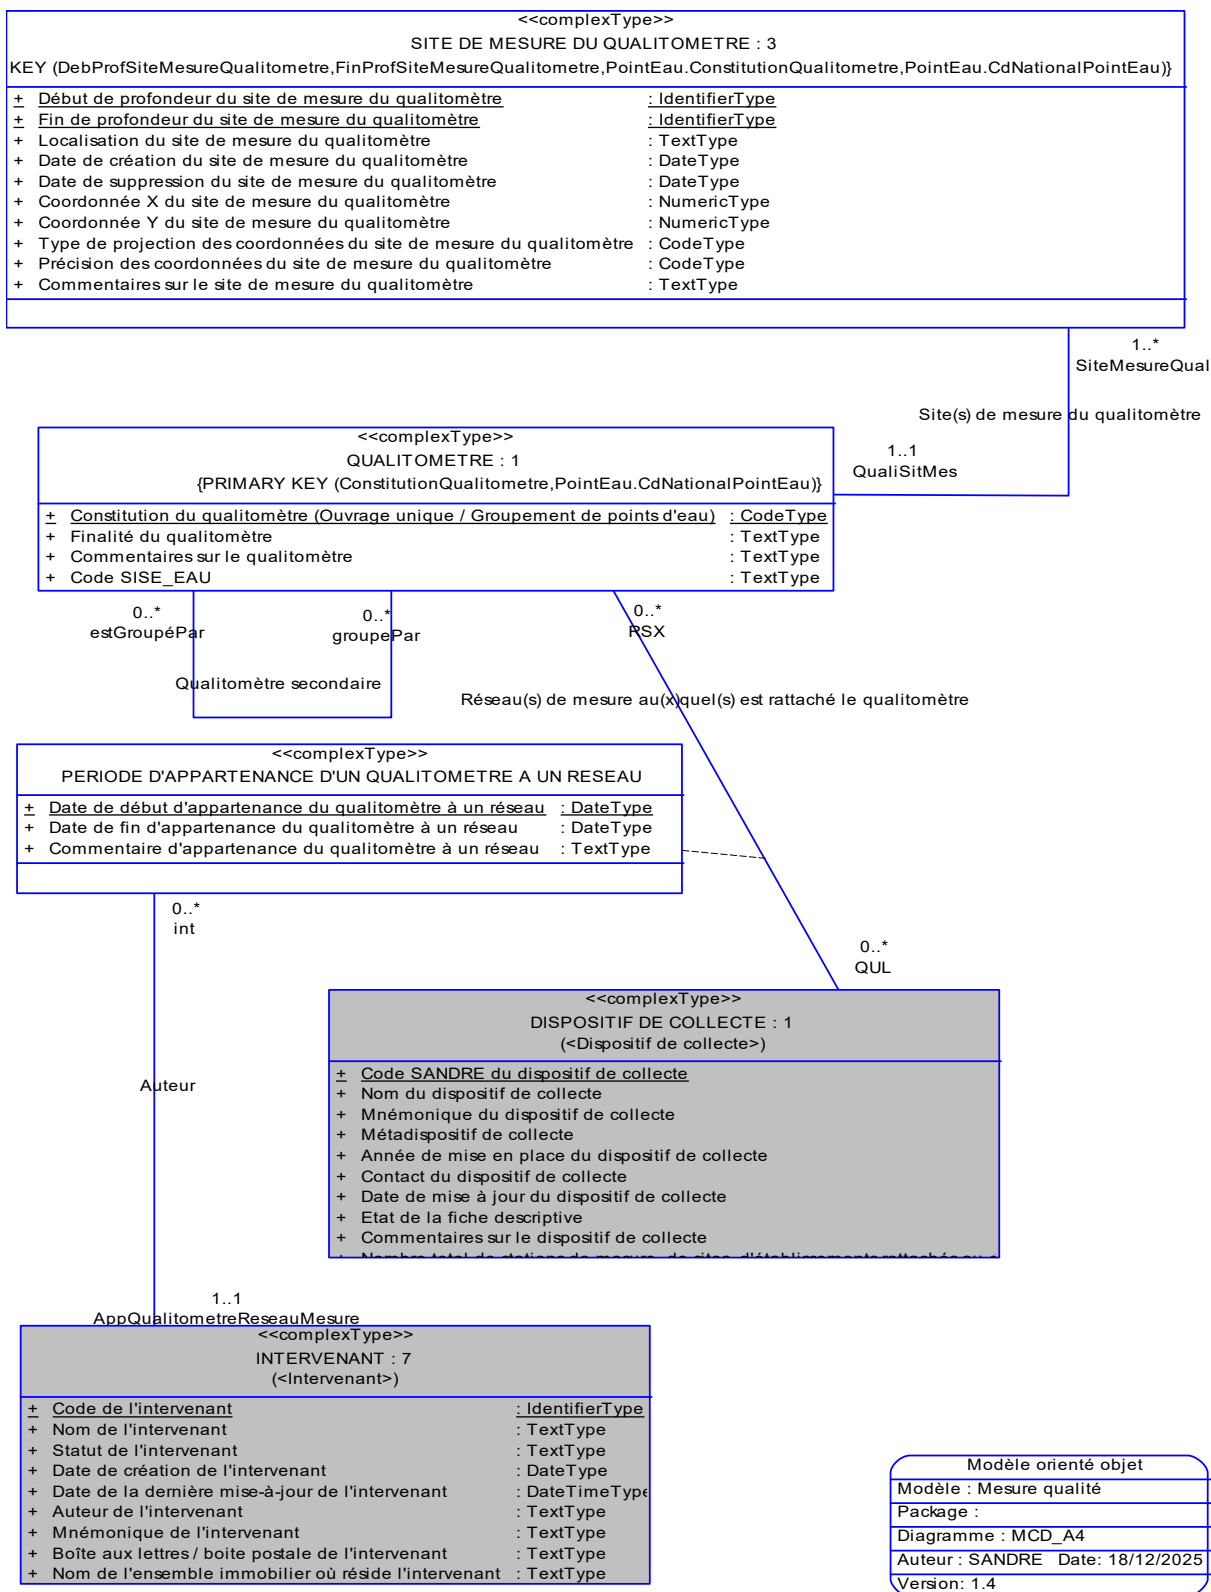 <<complexType>>
SITE DE MESURE DU QUALITOMETRE : 3
KEY (DebProfSiteMesureQualitometre,FinProfSiteMesureQualitometre,PointEau.ConstitutionQualitometre,PointEau.CdNationalPointEau)}
+ Début de profondeur du site de mesure du qualitomètre : IdentifierType
+ Fin de profondeur du site de mesure du qualitomètre : IdentifierType
+ Localisation du site de mesure du qualitomètre : TextType
+ Date de création du site de mesure du qualitomètre : DateType
+ Date de suppression du site de mesure du qualitomètre : DateType
+ Coordonnée X du site de mesure du qualitomètre : NumericType
+ Coordonnée Y du site de mesure du qualitomètre : NumericType
+ Type de projection des coordonnées du site de mesure du qualitomètre : CodeType
+ Précision des coordonnées du site de mesure du qualitomètre : CodeType
+ Commentaires sur le site de mesure du qualitomètre : TextType
1..*
SiteMesureQual
Site(s) de mesure du qualitomètre
1..1
QualiSitMes
<<complexType>>
QUALITOMETRE : 1
{PRIMARY KEY (ConstitutionQualitometre,PointEau.CdNationalPointEau)}
+ Constitution du qualitomètre (Ouvrage unique / Groupement de points d'eau) : CodeType
+ Finalité du qualitomètre : TextType
+ Commentaires sur le qualitomètre : TextType
+ Code SISE_EAU : TextType
0..*
estGroupéPar
0..*
groupePar
0..*
RSX
Qualitomètre secondaire
Réseau(s) de mesure au(x)quel(s) est rattaché le qualitomètre
<<complexType>>
PERIODE D'APPARTENANCE D'UN QUALITOMETRE A UN RESEAU
+ Date de début d'appartenance du qualitomètre à un réseau : DateType
+ Date de fin d'appartenance du qualitomètre à un réseau : DateType
+ Commentaire d'appartenance du qualitomètre à un réseau : TextType
0..*
int
0..*
QUL
<<complexType>>
DISPOSITIF DE COLLECTE : 1
(<Dispositif de collecte>)
+ Code SANDRE du dispositif de collecte
+ Nom du dispositif de collecte
+ Mnémonique du dispositif de collecte
+ Métadispositif de collecte
+ Année de mise en place du dispositif de collecte
+ Contact du dispositif de collecte
+ Date de mise à jour du dispositif de collecte
+ Etat de la fiche descriptive
+ Commentaires sur le dispositif de collecte
+ Nombre total de stations de mesure, de sites, d'établissements rattachés au
Auteur
1..1
AppQualitometreReseauMesure
<<complexType>>
INTERVENANT : 7
(<Intervenant>)
+ Code de l'intervenant : IdentifierType
+ Nom de l'intervenant : TextType
+ Statut de l'intervenant : TextType
+ Date de création de l'intervenant : DateType
+ Date de la dernière mise-à-jour de l'intervenant : DateTimeType
+ Auteur de l'intervenant : TextType
+ Mnémonique de l'intervenant : TextType
+ Boîte aux lettres / boite postale de l'intervenant : TextType
+ Nom de l'ensemble immobilier où réside l'intervenant : TextType
Modèle orienté objet
Modèle : Mesure qualité
Package :
Diagramme : MCD_A4
Auteur : SANDRE Date: 18/12/2025
Version: 1.4